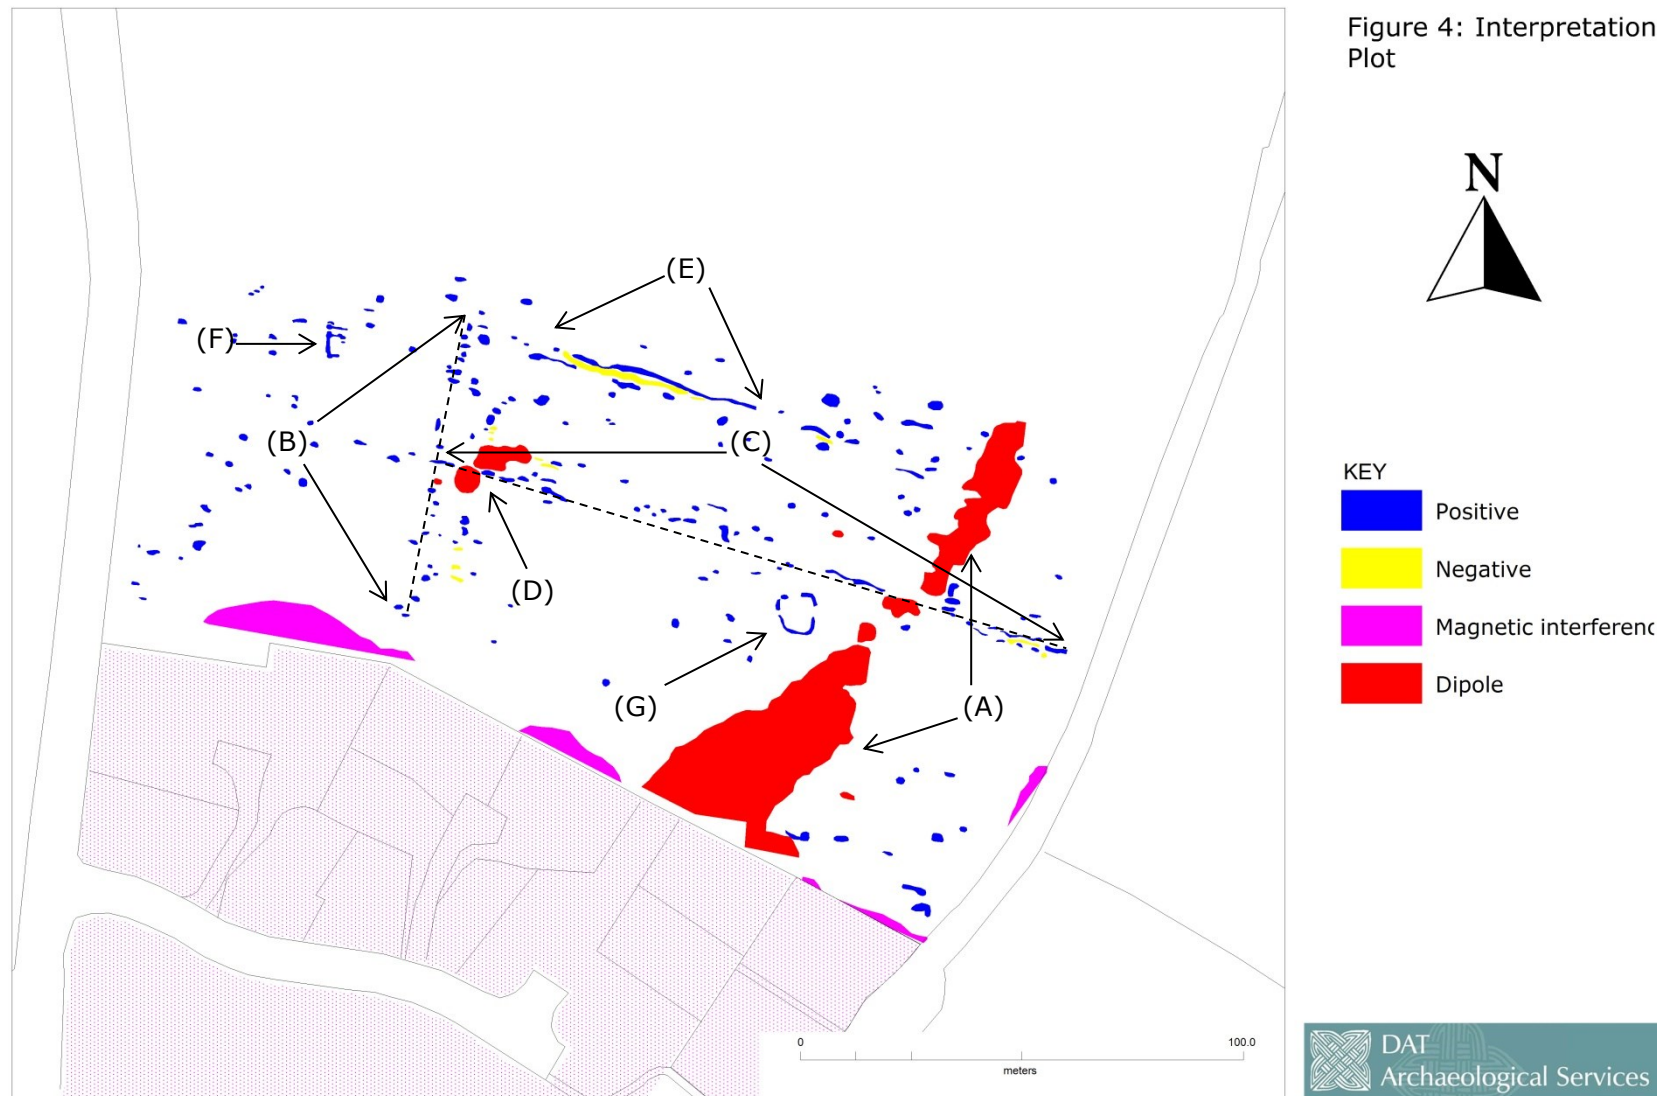 Figure 4: Interpretation
Plot
N
(E)
(F)
(B)
(C)
(D)
(G)
(A)
KEY
Positive
Negative
Magnetic interferenc
Dipole
0
100.0
meters
DAT
Archaeological Services